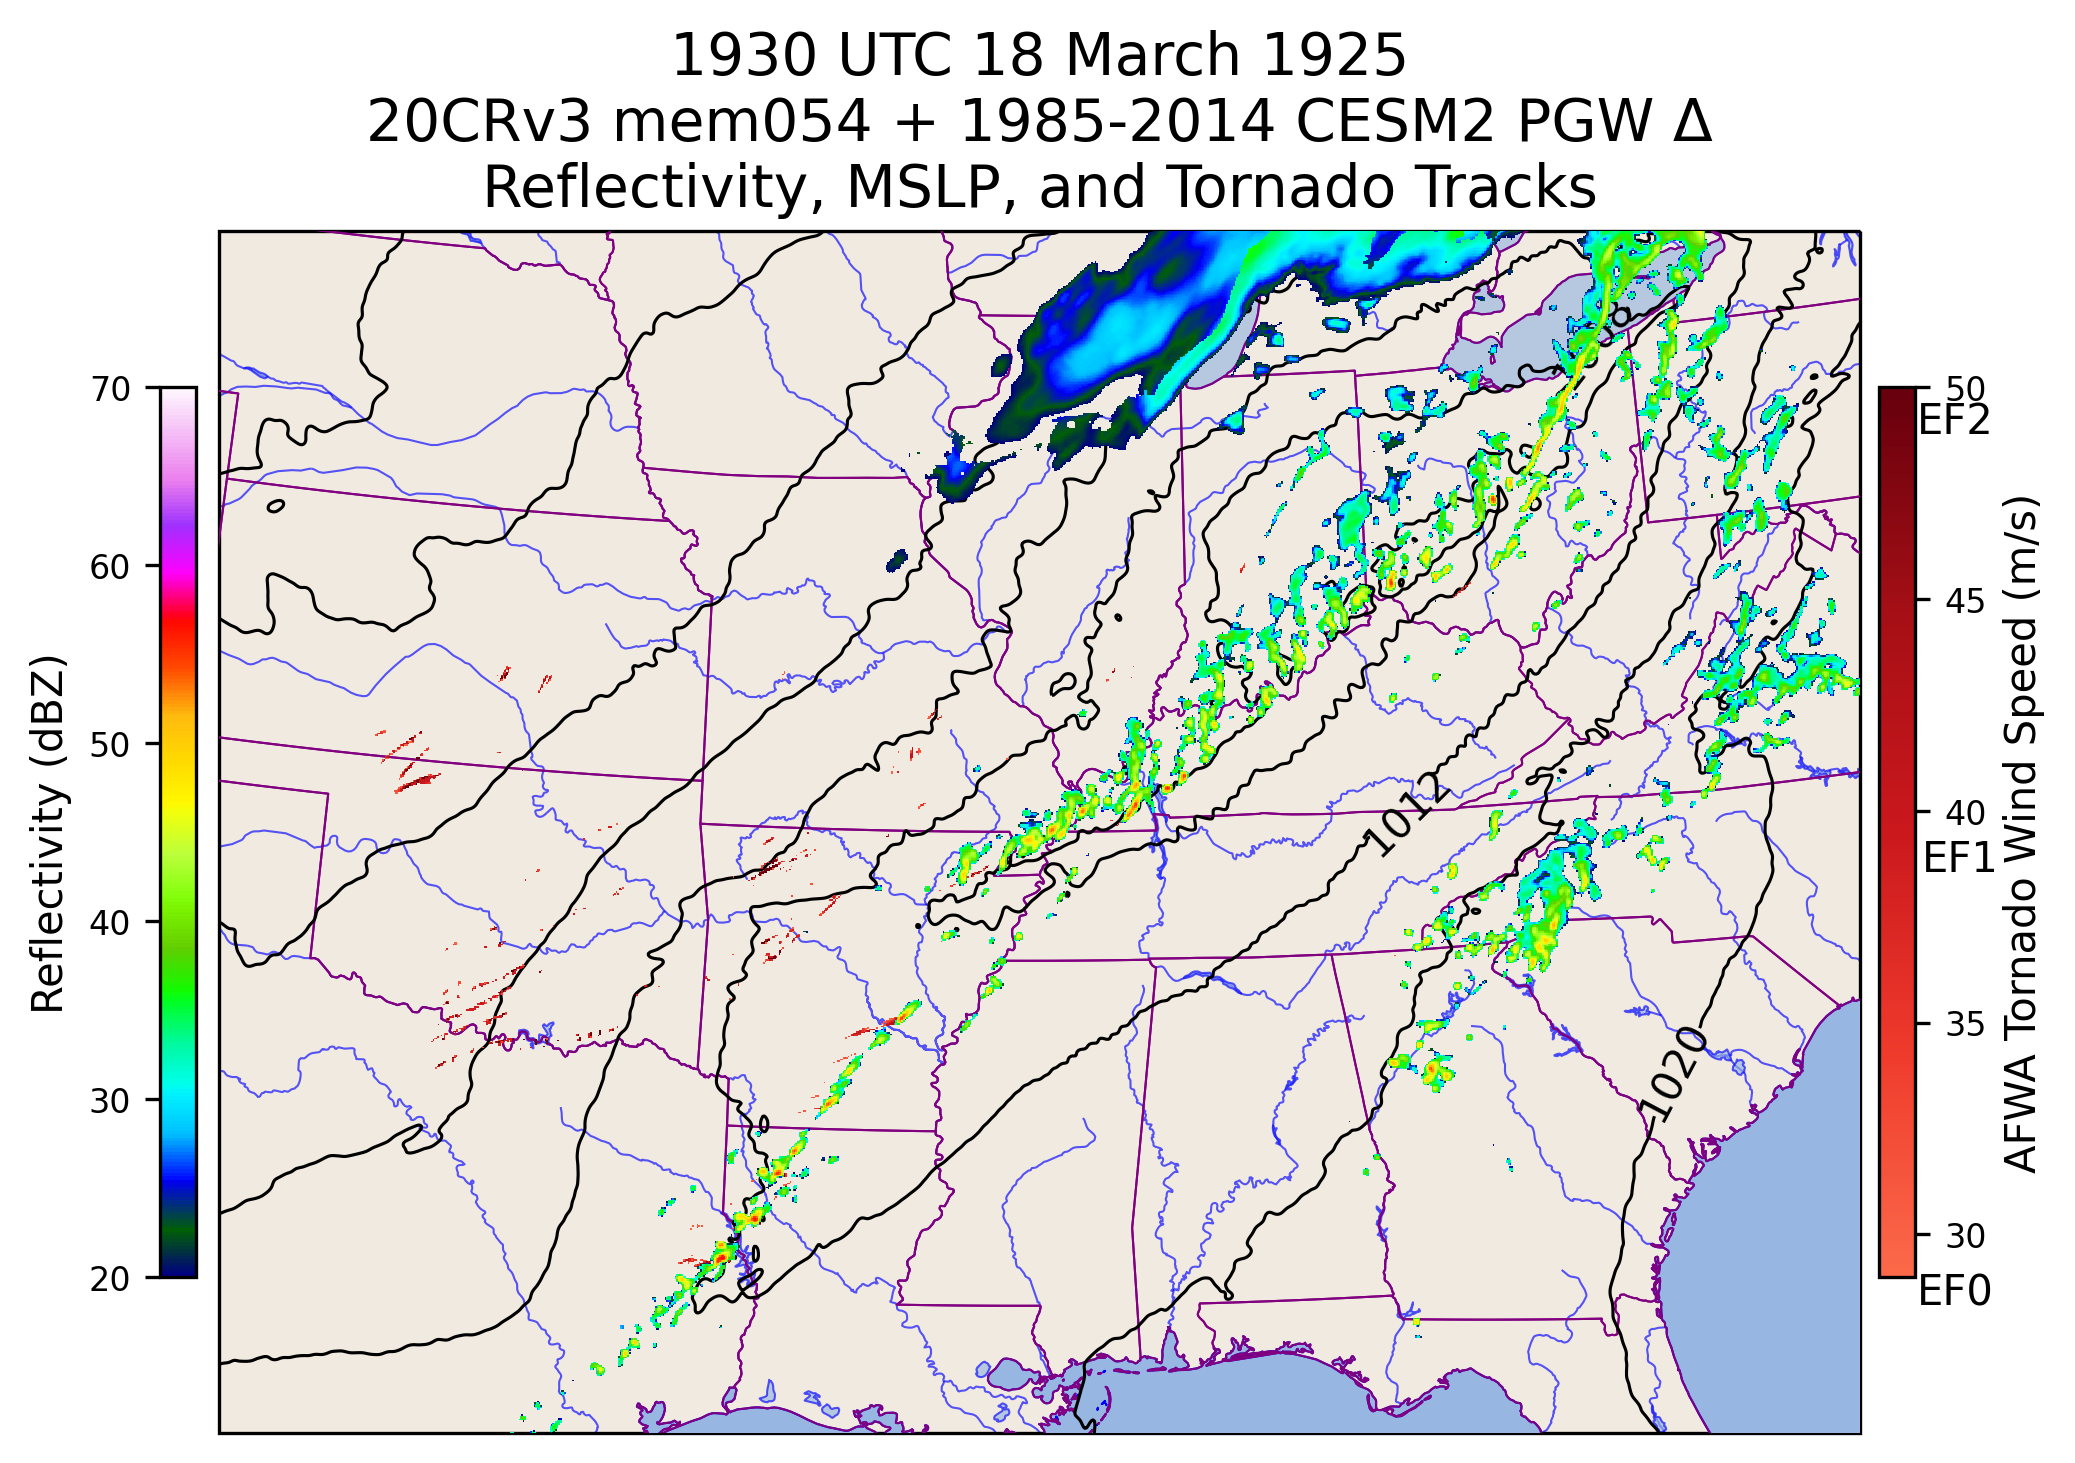 1930 UTC 18 March 1925
20CRv3 mem054 + 1985-2014 CESM2 PGW Δ
Reflectivity, MSLP, and Tornado Tracks
70
60
50
40
30
20
Reflectivity (dBZ)
1012
1020
50
EF2
45
40
EF1
35
30
EF0
AFWA Tornado Wind Speed (m/s)